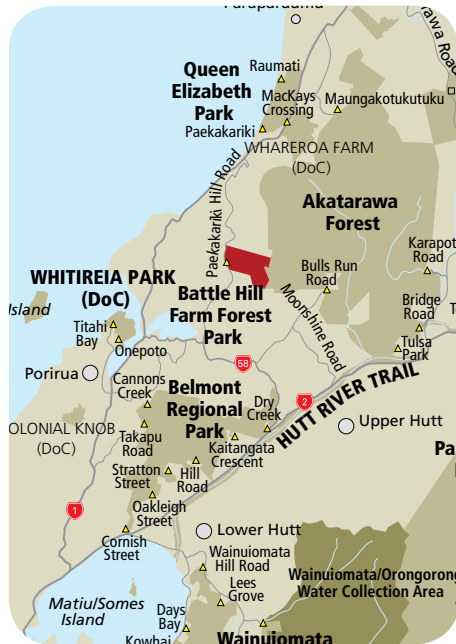 Paraparaumu
Raumati
Queen
Elizabeth
Park
MacKays
Crossing
Maungakotukutuku
Paekakariki
WHAREROA FARM
(DoC)
Paekakariki Hill Road
Akatarawa
Forest
Karapoti
Road
Bulls Run
Road
WHITIREIA PARK
(DoC)
Island
Battle Hill
Farm Forest
Park
Moonshine Road
Bridge
Road
Titahi
Bay
Onepoto
Tulsa
Park
58
Porirua
Cannons
Creek
Belmont
Regional
Park
Dry
Creek
2
HUTT RIVER TRAIL
Upper Hutt
OLONIAL KNOB
(DoC)
Takapu
Road
Kaitangata
Crescent
Pa
Stratton
Street
Hill
Road
Oakleigh
Street
1
Cornish
Street
Lower Hutt
Wainuiomata
Hill Road
Lees
Grove
Wainuiomata/Orongorong
Water Collection Area
Matiu/Somes
Island
Days
Bay
Kowhai
Wainuiomata